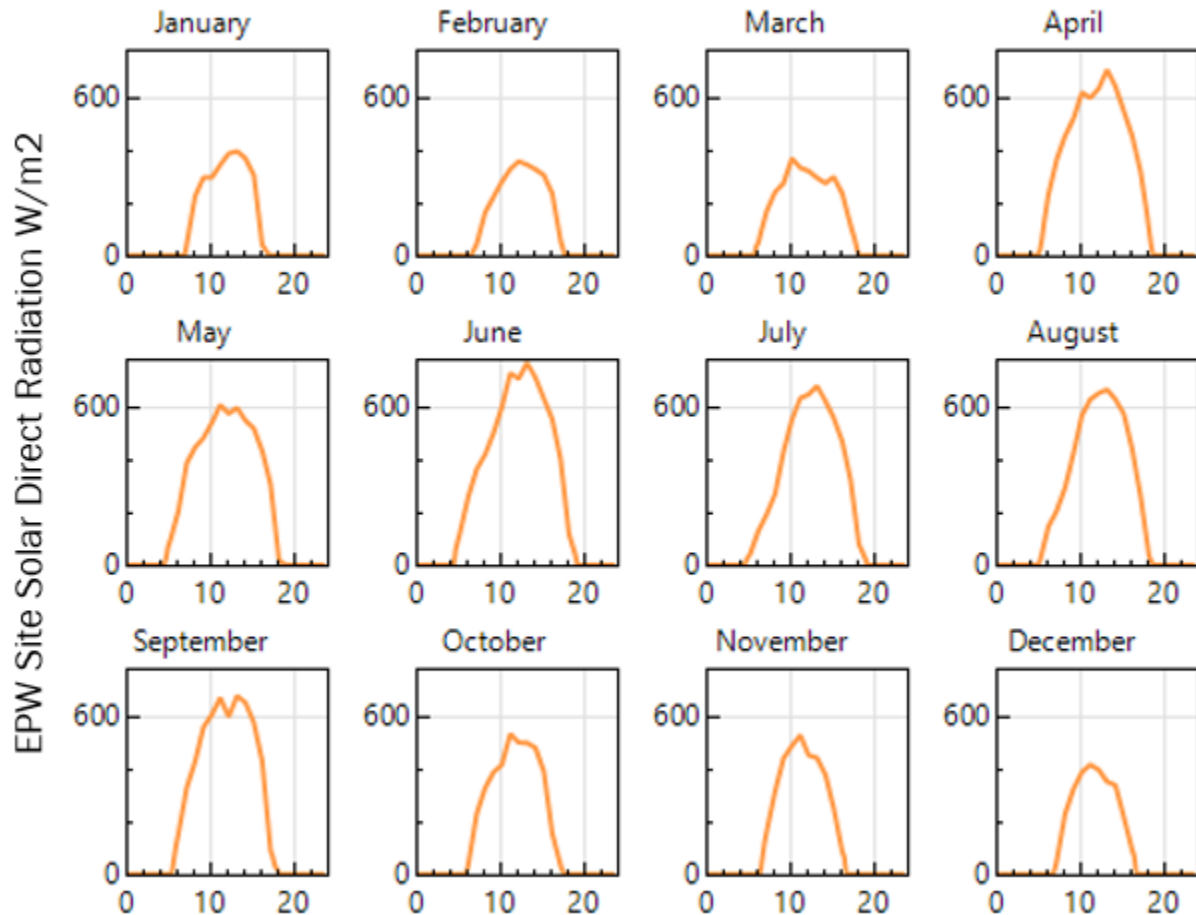 EPW Site Solar Direct Radiation W/m2
January February March April
600 600 600 600
0 0 0 0
0 10 20 0 10 20 0 10 20 0 10 20
May June July August
600 600 600 600
0 0 0 0
0 10 20 0 10 20 0 10 20 0 10 20
September October November December
600 600 600 600
0 0 0 0
0 10 20 0 10 20 0 10 20 0 10 20